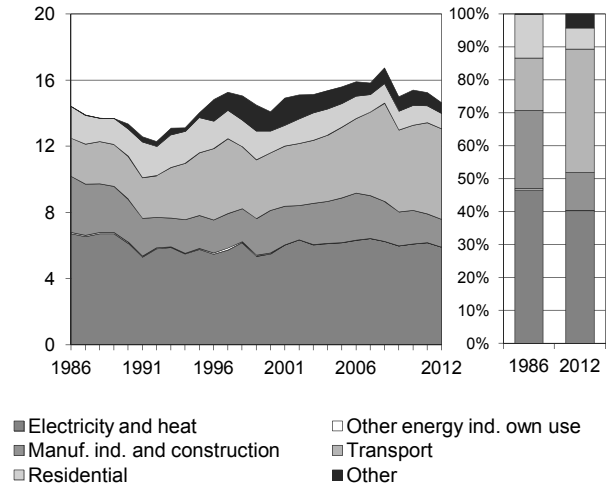 20
16
12
8
4
0
1986 1991 1996 2001 2006 2012
100%
90%
80%
70%
60%
50%
40%
30%
20%
10%
0%
1986 2012
Electricity and heat
Other energy ind. own use
Manuf. ind. and construction
Transport
Residential
Other